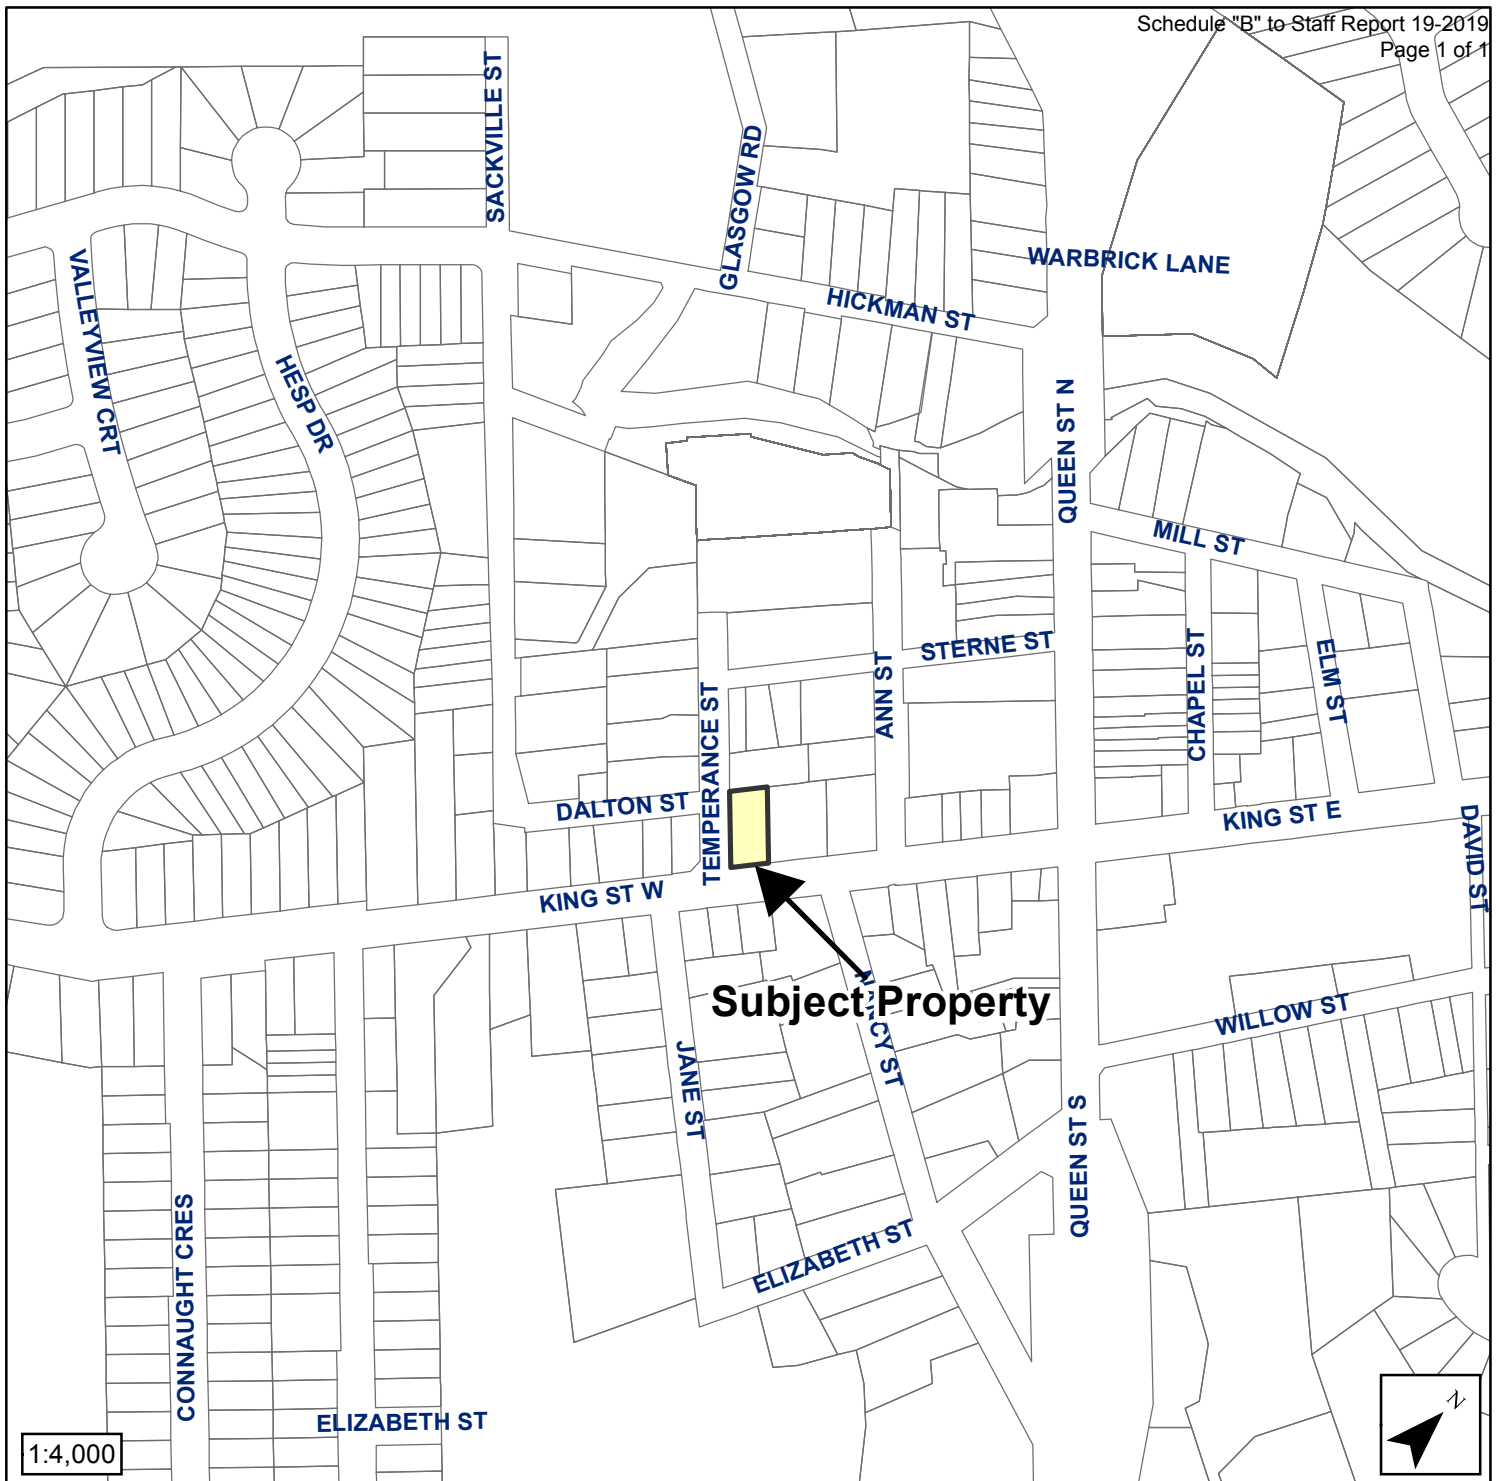 Schedule "B" to Staff Report 19-2019
Page 1 of 1
SACKVILLE ST
GLASGOW RD
WARBRICK LANE
VALLEYVIEW CRT
HICKMAN ST
HESP DR
QUEEN ST N
MILL ST
STERNE ST
CHAPEL ST
ELM ST
ANN ST
TEMPERANCE ST
DALTON ST
KING ST E
DAVID ST
KING ST W
Subject Property
NANCY ST
WILLOW ST
JANE ST
QUEEN ST S
CONNAUGHT CRES
ELIZABETH ST
ELIZABETH ST
N
1:4,000